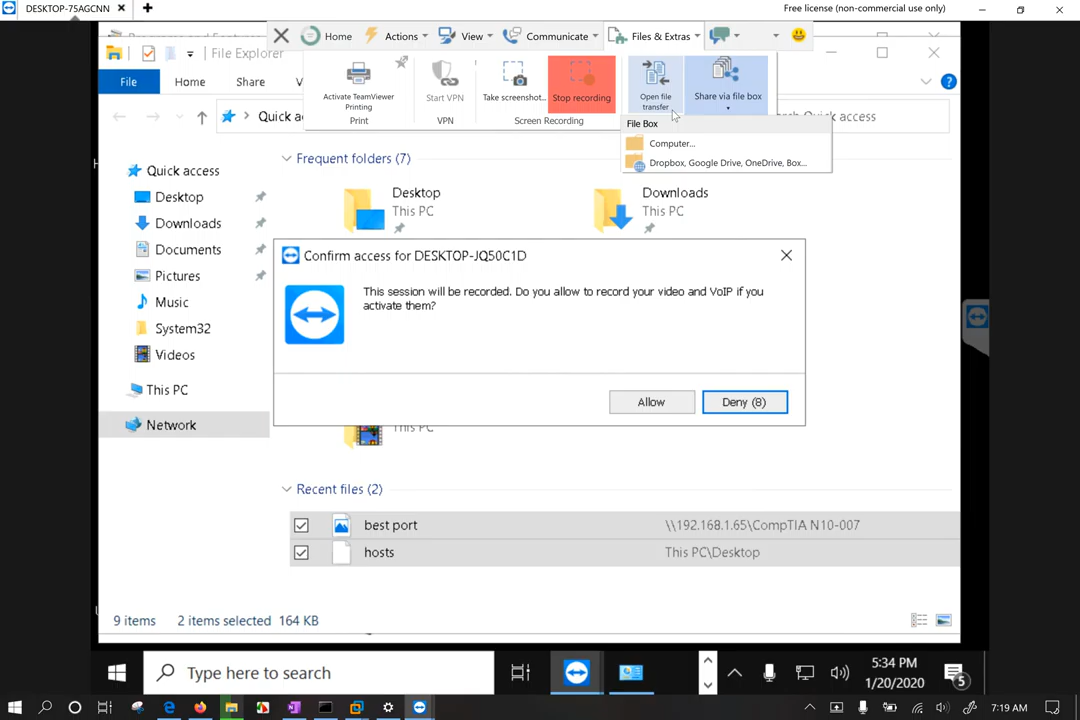 DESKTOP-75AGCNN
Free license (non-commercial use only)
Home
Actions
View
Communicate
Files & Extras
File Explorer
File
Home
Share
Activate TeamViewer Printing
Start VPN
Take screenshot...
Stop recording
Open file transfer
Share via file box
Print
VPN
Screen Recording
File Box
Computer...
Dropbox, Google Drive, OneDrive, Box...
Quick ac
rch Quick access
Quick access
Desktop
Downloads
Documents
Pictures
Music
System32
Videos
This PC
Network
Frequent folders (7)
Desktop
This PC
Downloads
This PC
Confirm access for DESKTOP-JQ50C1D
This session will be recorded. Do you allow to record your video and VoIP if you
activate them?
Allow
Deny (8)
This PC
Recent files (2)
best port
\\192.168.1.65\CompTIA N10-007
hosts
This PC\Desktop
9 items
2 items selected
164 KB
Type here to search
5:34 PM
1/20/2020
5
7:19 AM